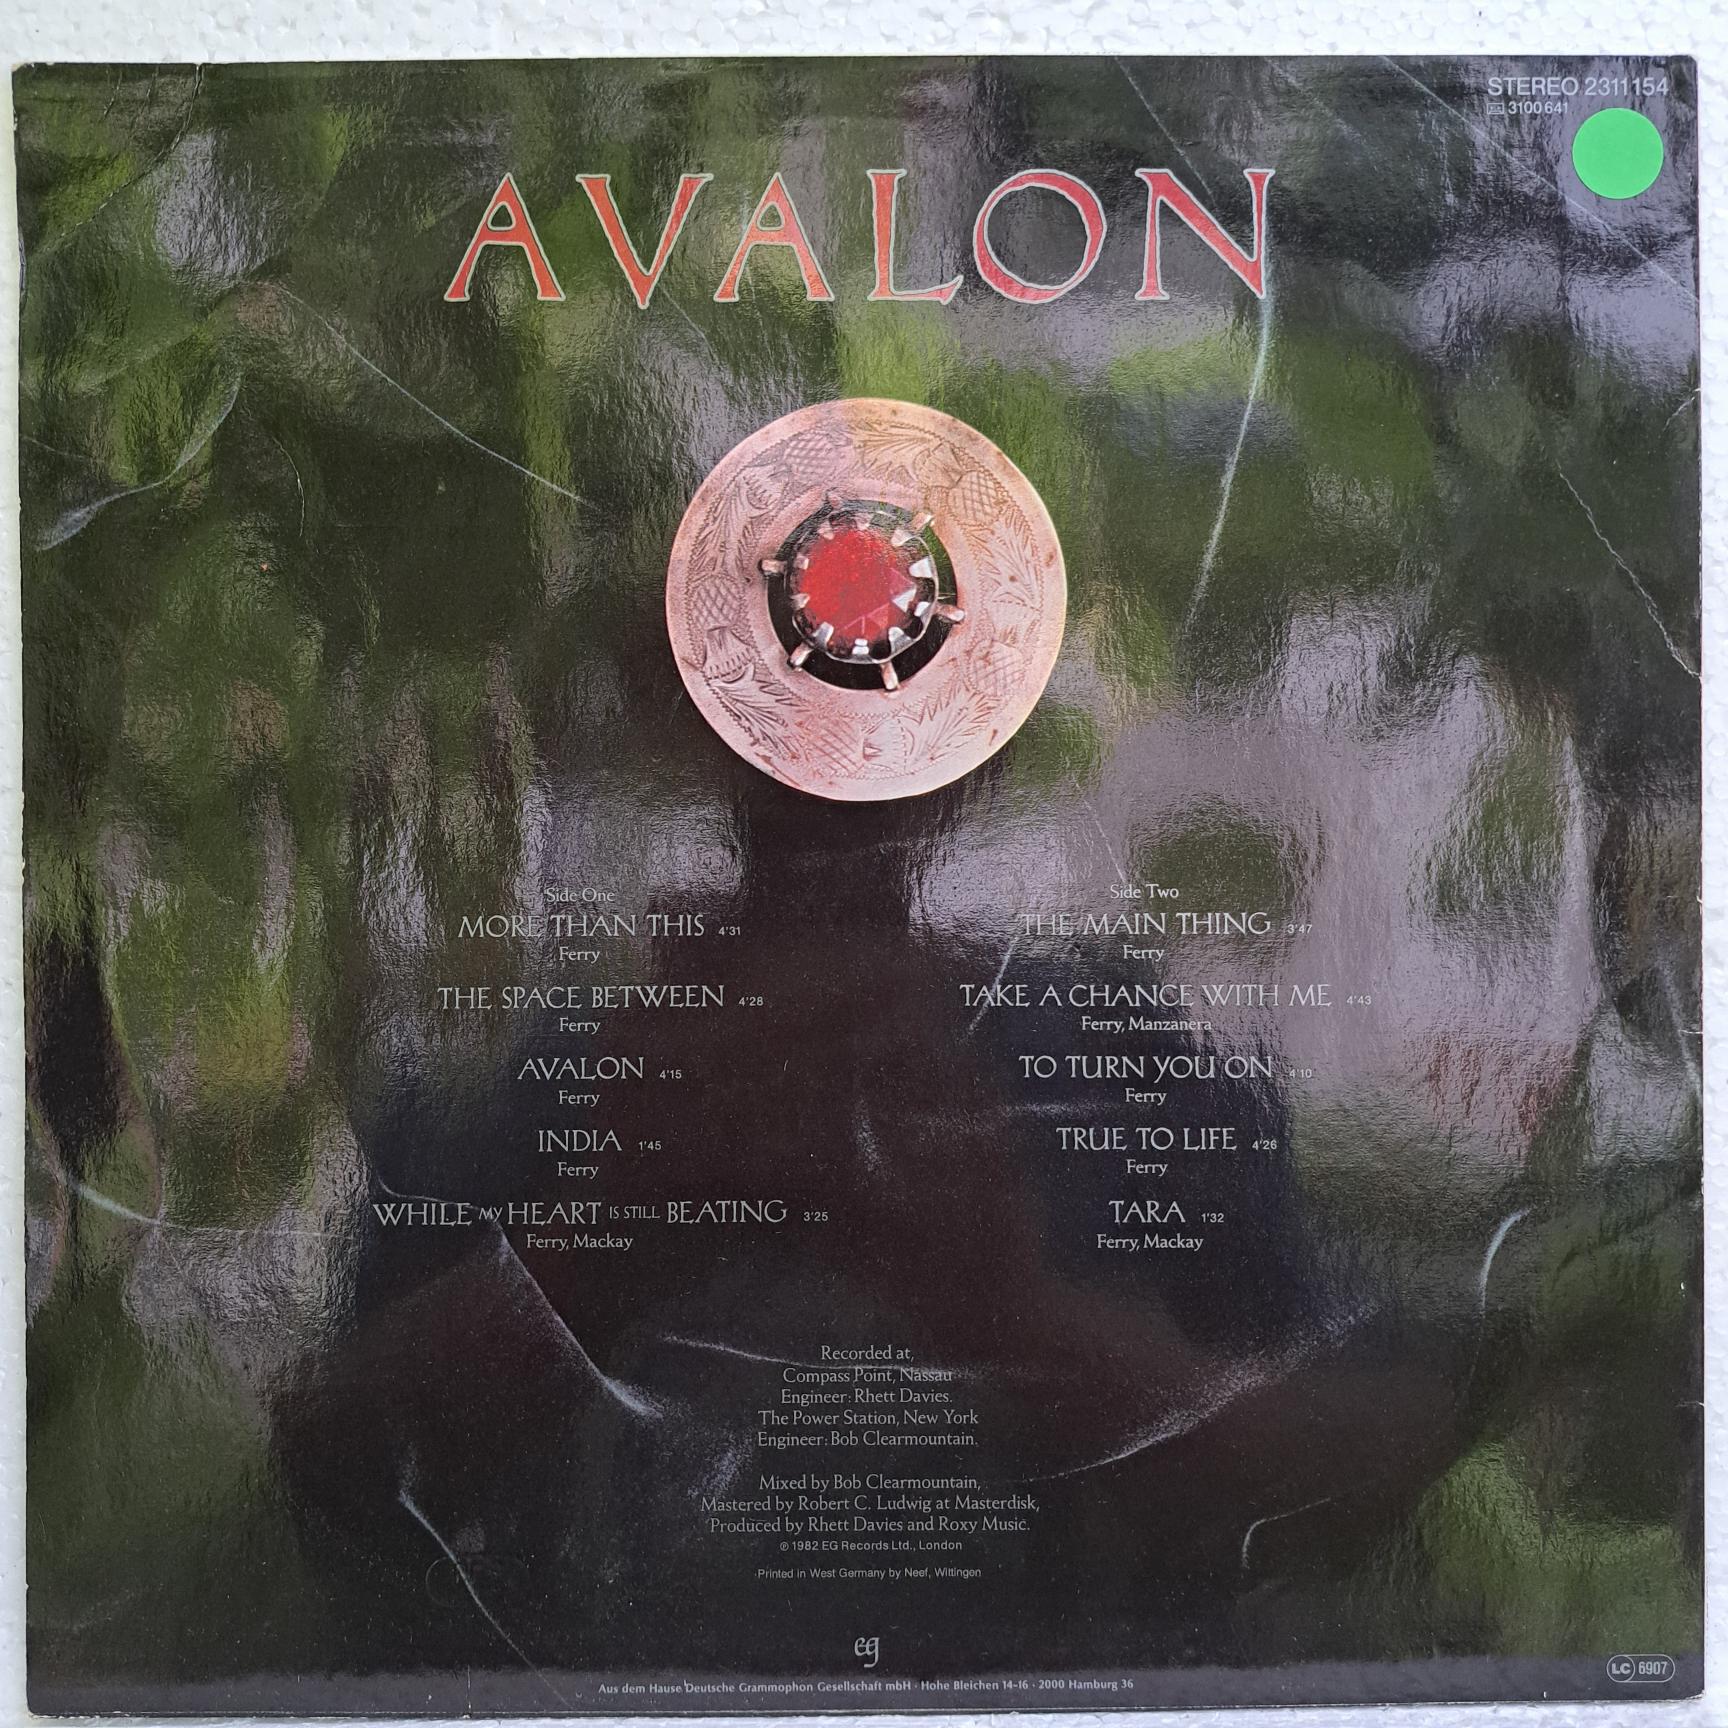 STEREO 2311154
3100 641
AVALON
Side One
MORE THAN THIS 4'31
Ferry
THE SPACE BETWEEN 4'28
Ferry
AVALON 4'15
Ferry
INDIA 1'45
Ferry
WHILE MY HEART IS STILL BEATING 3'25
Ferry, Mackay
Side Two
THE MAIN THING 3'47
Ferry
TAKE A CHANCE WITH ME 4'43
Ferry, Manzanera
TO TURN YOU ON 4'10
Ferry
TRUE TO LIFE 4'26
Ferry
TARA 1'32
Ferry, Mackay
Recorded at,
Compass Point, Nassau
Engineer: Rhett Davies.
The Power Station, New York
Engineer: Bob Clearmountain.
Mixed by Bob Clearmountain,
Mastered by Robert C. Ludwig at Masterdisk,
Produced by Rhett Davies and Roxy Music.
℗ 1982 EG Records Ltd., London
Printed in West Germany by Neef, Wittingen
eg
Aus dem Hause Deutsche Grammophon Gesellschaft mbH · Hohe Bleichen 14-16 · 2000 Hamburg 36
LC 6907